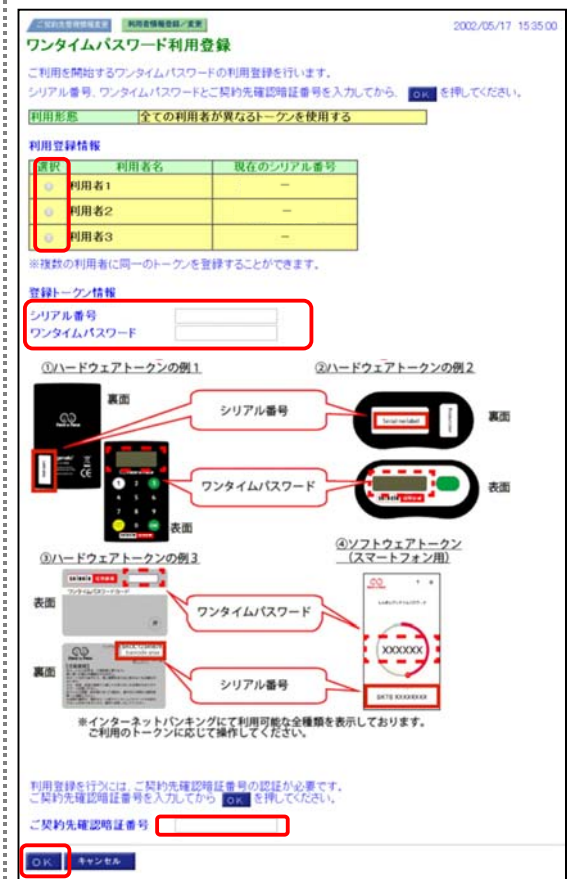 ご契約先管理情報変更 利用者情報登録／変更 2002/05/17 15:35:00
ワンタイムパスワード利用登録
ご利用を開始するワンタイムパスワードの利用登録を行います。
シリアル番号、ワンタイムパスワードとご契約先確認暗証番号を入力してから、 OK を押してください。
利用形態 全ての利用者が異なるトークンを使用する
利用登録情報
選択 利用者名 現在のシリアル番号
利用者1 －
利用者2 －
利用者3 －
※複数の利用者に同一のトークンを登録することができます。
登録トークン情報
シリアル番号
ワンタイムパスワード
①ハードウェアトークンの例１ ②ハードウェアトークンの例２
裏面 シリアル番号 裏面
ワンタイムパスワード 表面
表面
③ハードウェアトークンの例３ ④ソフトウェアトークン
（スマートフォン用）
表面 ワンタイムパスワード
XXXXXX
裏面 シリアル番号
※インターネットバンキングにて利用可能な全種類を表示しております。
ご利用のトークンに応じて操作してください。
利用登録を行うには、ご契約先確認暗証番号の認証が必要です。
ご契約先確認暗証番号を入力してから OK を押してください。
ご契約先確認暗証番号
OK キャンセル